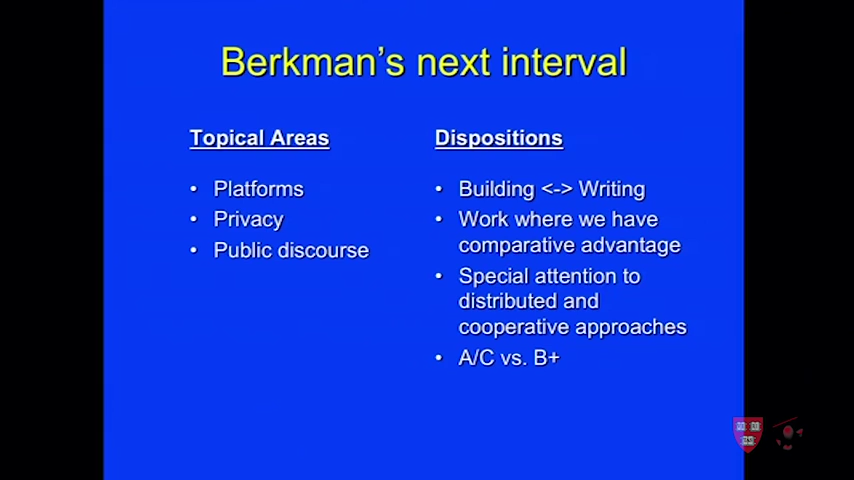 Berkman's next interval
Topical Areas
• Platforms
• Privacy
• Public discourse
Dispositions
• Building <-> Writing
• Work where we have
comparative advantage
• Special attention to
distributed and
cooperative approaches
• A/C vs. B+